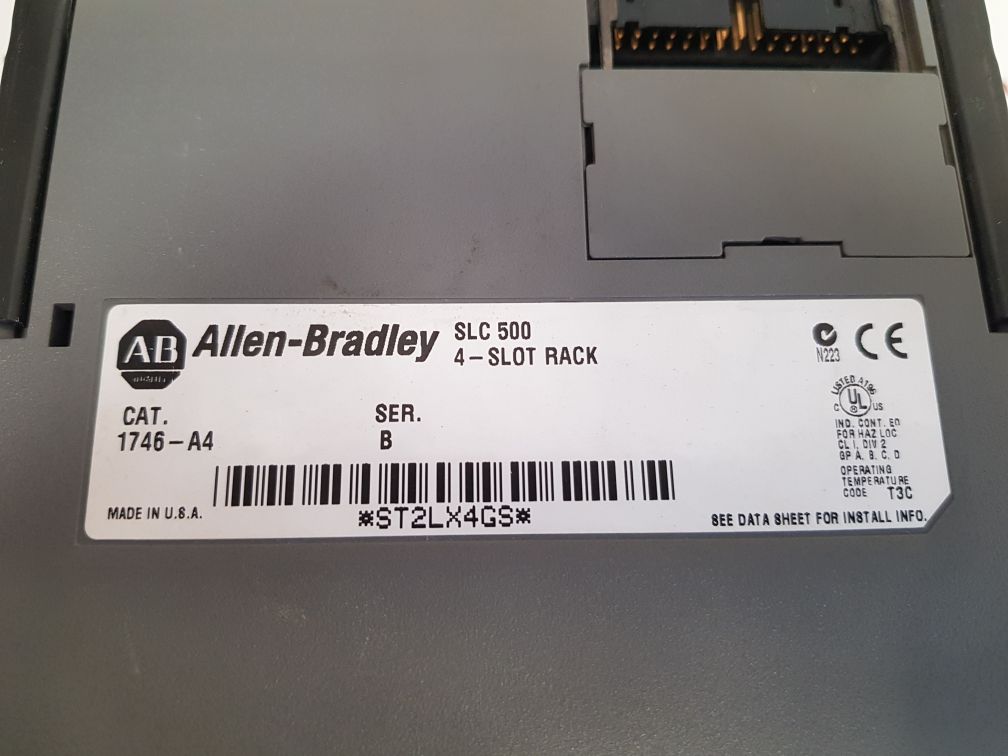 A-B
Allen-Bradley
SLC 500
4-SLOT RACK
N223
CE
CAT.
1746-A4
SER.
B
LISTED A196
C UL US
®
IND. CONT. EQ
FOR HAZ LOC
CL I, DIV 2
GP A, B, C, D
OPERATING
TEMPERATURE
CODE T3C
MADE IN U.S.A.
*ST2LX4GS*
SEE DATA SHEET FOR INSTALL INFO.